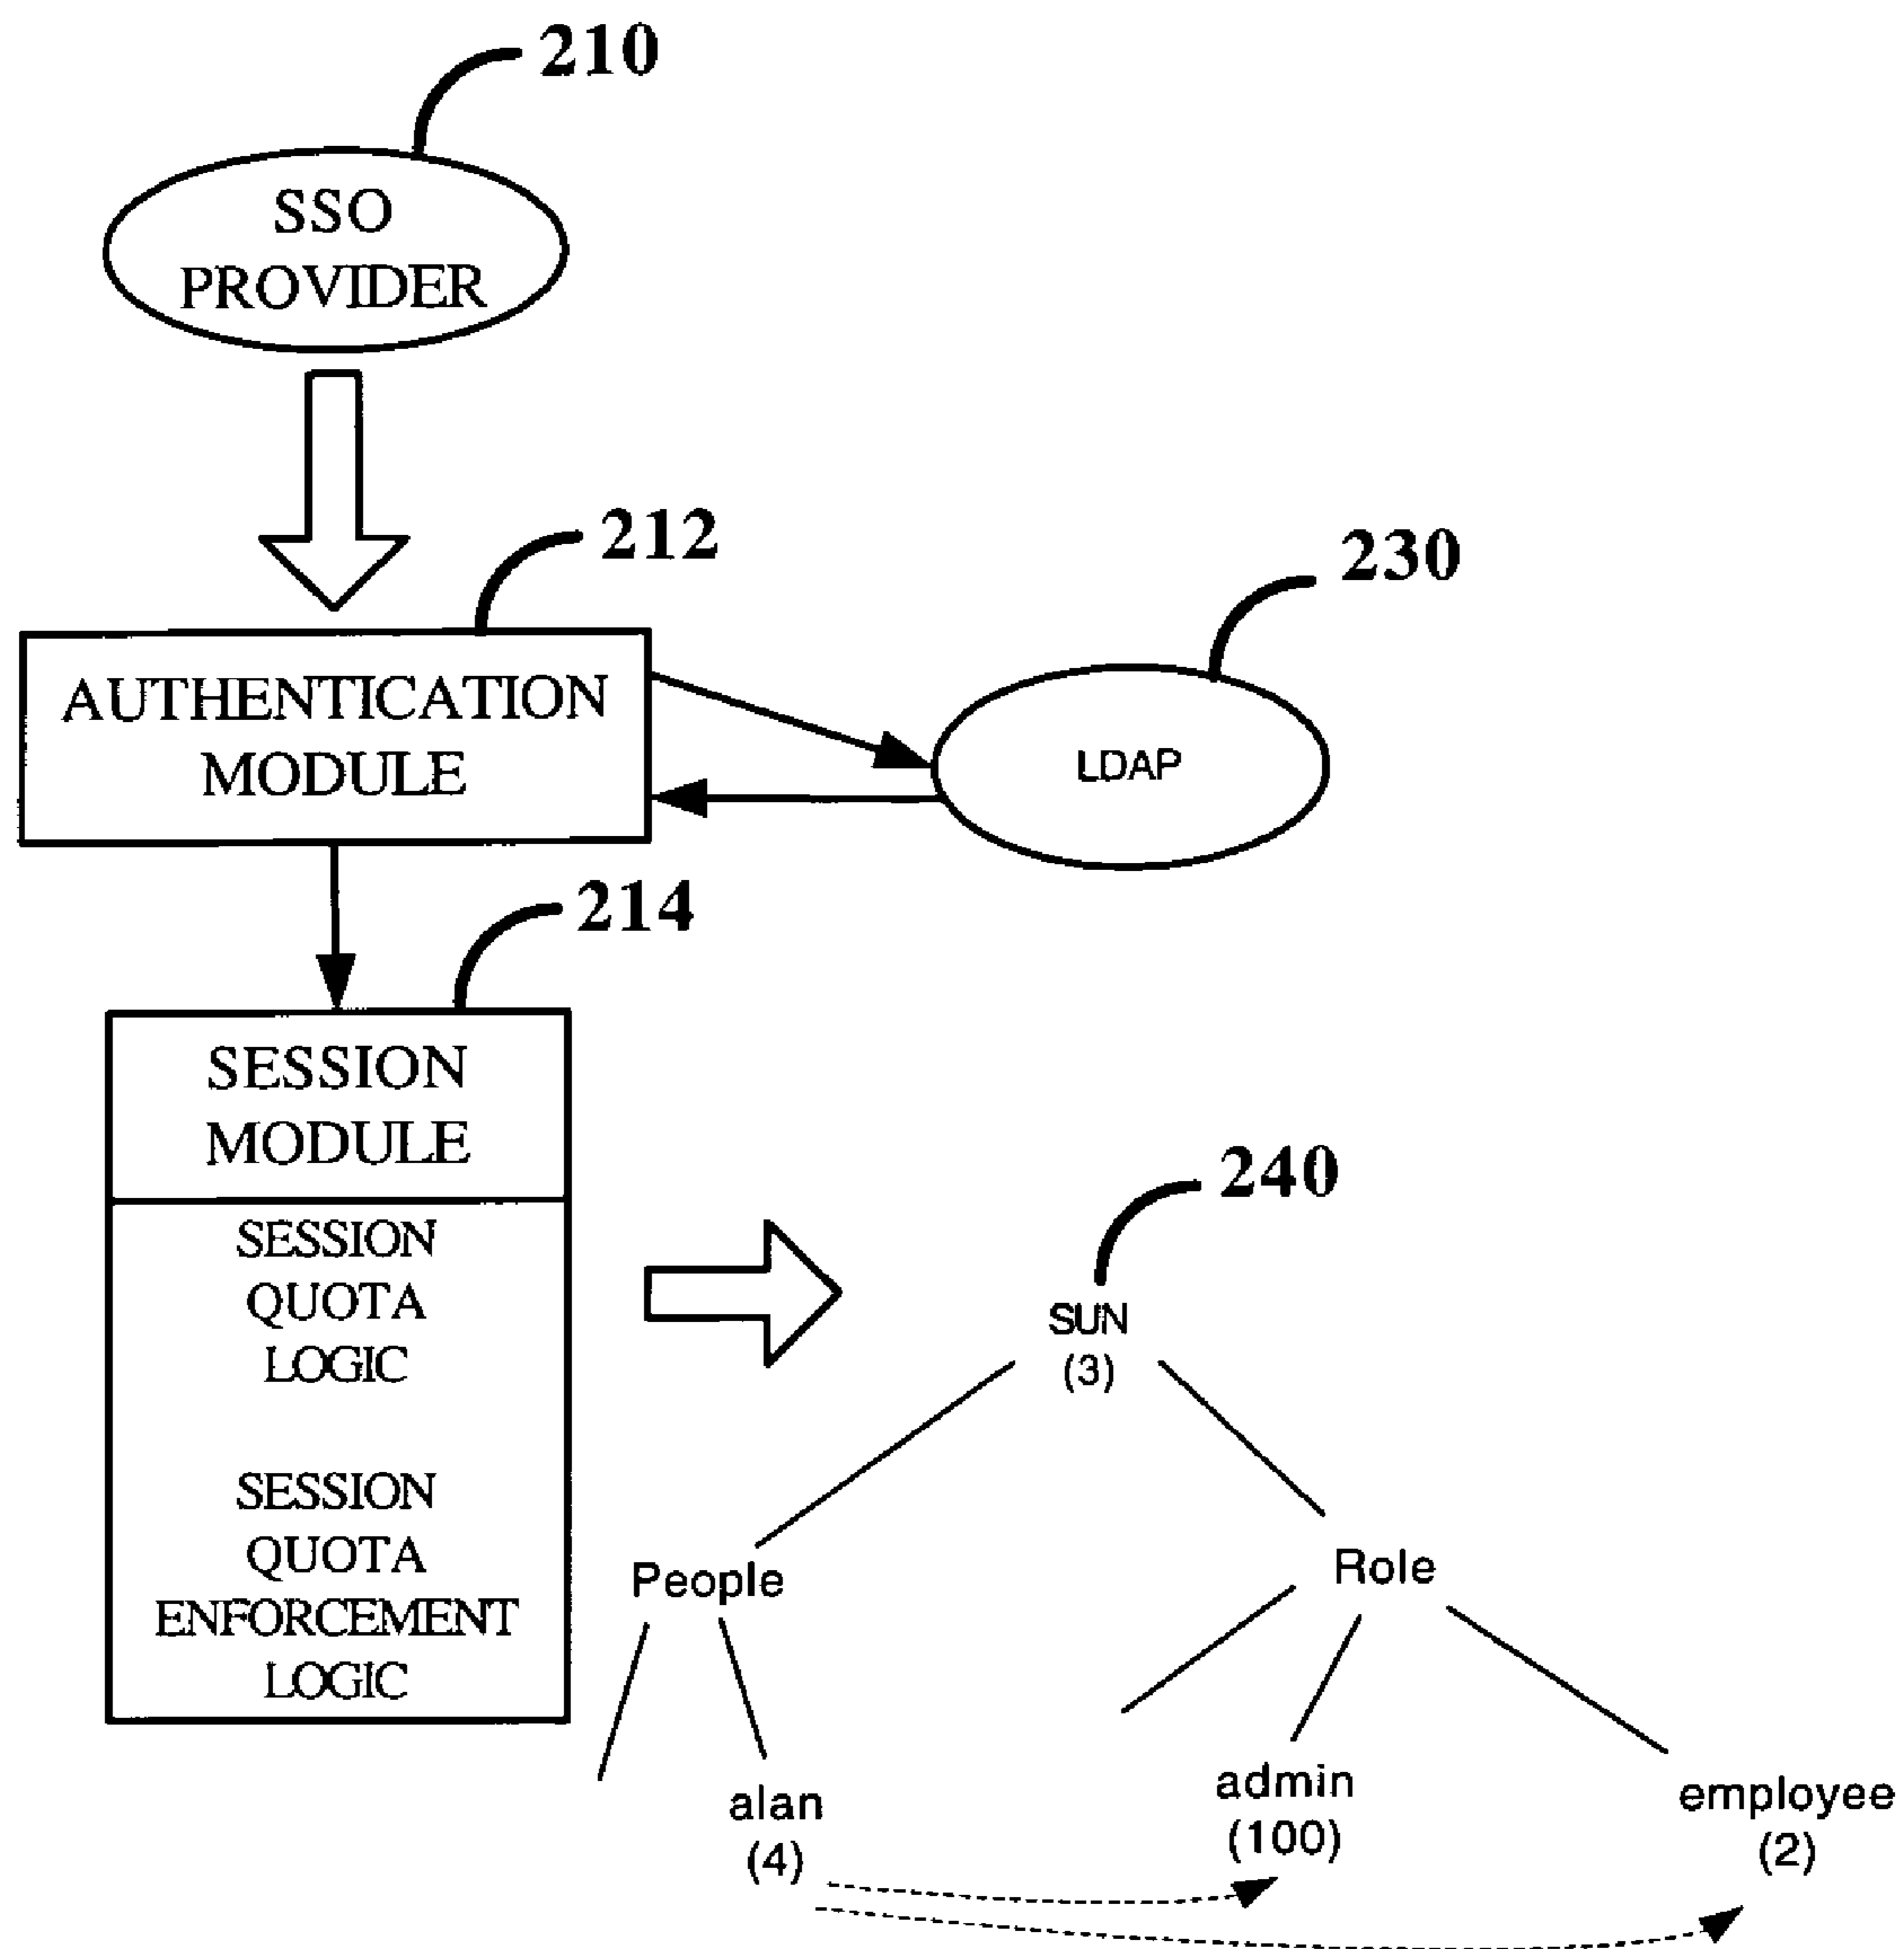 210
SSO
PROVIDER
212
230
AUTHENTICATION
MODULE
LDAP
214
SESSION
MODULE
240
SESSION
QUOTA
LOGIC
SUN
(3)
SESSION
QUOTA
ENFORCEMENT
LOGIC
People
Role
alan
(4)
admin
(100)
employee
(2)